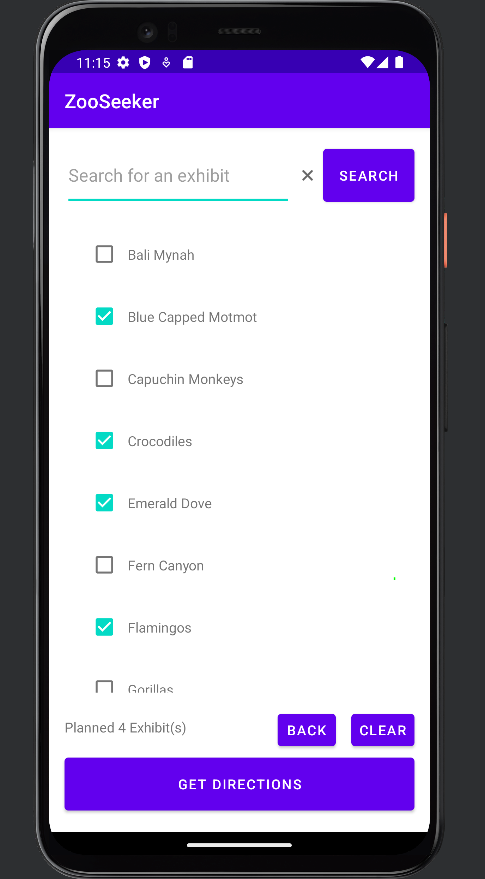 11:15
ZooSeeker
Search for an exhibit
SEARCH
Bali Mynah
Blue Capped Motmot
Capuchin Monkeys
Crocodiles
Emerald Dove
Fern Canyon
Flamingos
Gorillas
Planned 4 Exhibit(s)
BACK
CLEAR
GET DIRECTIONS